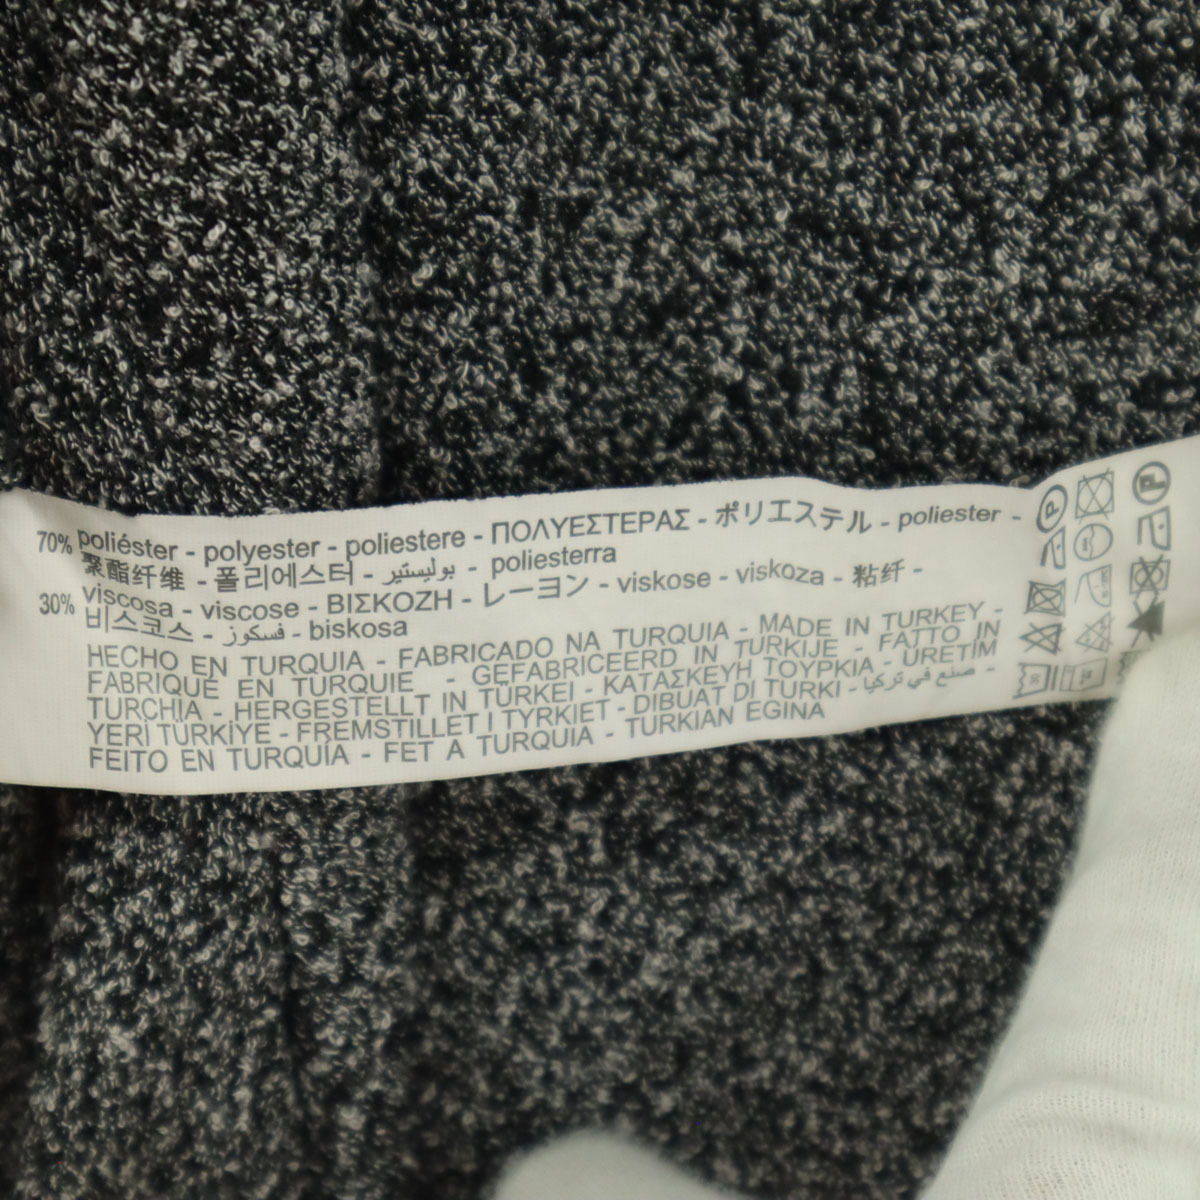 70% poliéster - polyester - poliestere - ΠΟΛΥΕΣΤΕΡΑΣ - ポリエステル - poliester -
聚酯纤维 - 폴리에스터 - بوليستير - poliesterra
30% viscosa - viscose - ΒΙΣΚΟΖΗ - レーヨン - viskose - viskoza - 粘纤 -
비스코스 - فسكوز - biskosa
HECHO EN TURQUIA - FABRICADO NA TURQUIA - MADE IN TURKEY -
FABRIQUÉ EN TURQUIE - GEFABRICEERD IN TURKIJE - FATTO IN
TURCHIA - HERGESTELLT IN TÜRKEI - ΚΑΤΑΣΚΕΥΗ ΤΟΥΡΚΙΑ - ÜRETİM
YERİ TÜRKİYE - FREMSTILLET I TYRKIET - DIBUAT DI TURKI - صنع في تركيا -
FEITO EN TURQUÍA - FET A TURQUIA - TURKIAN EGINA